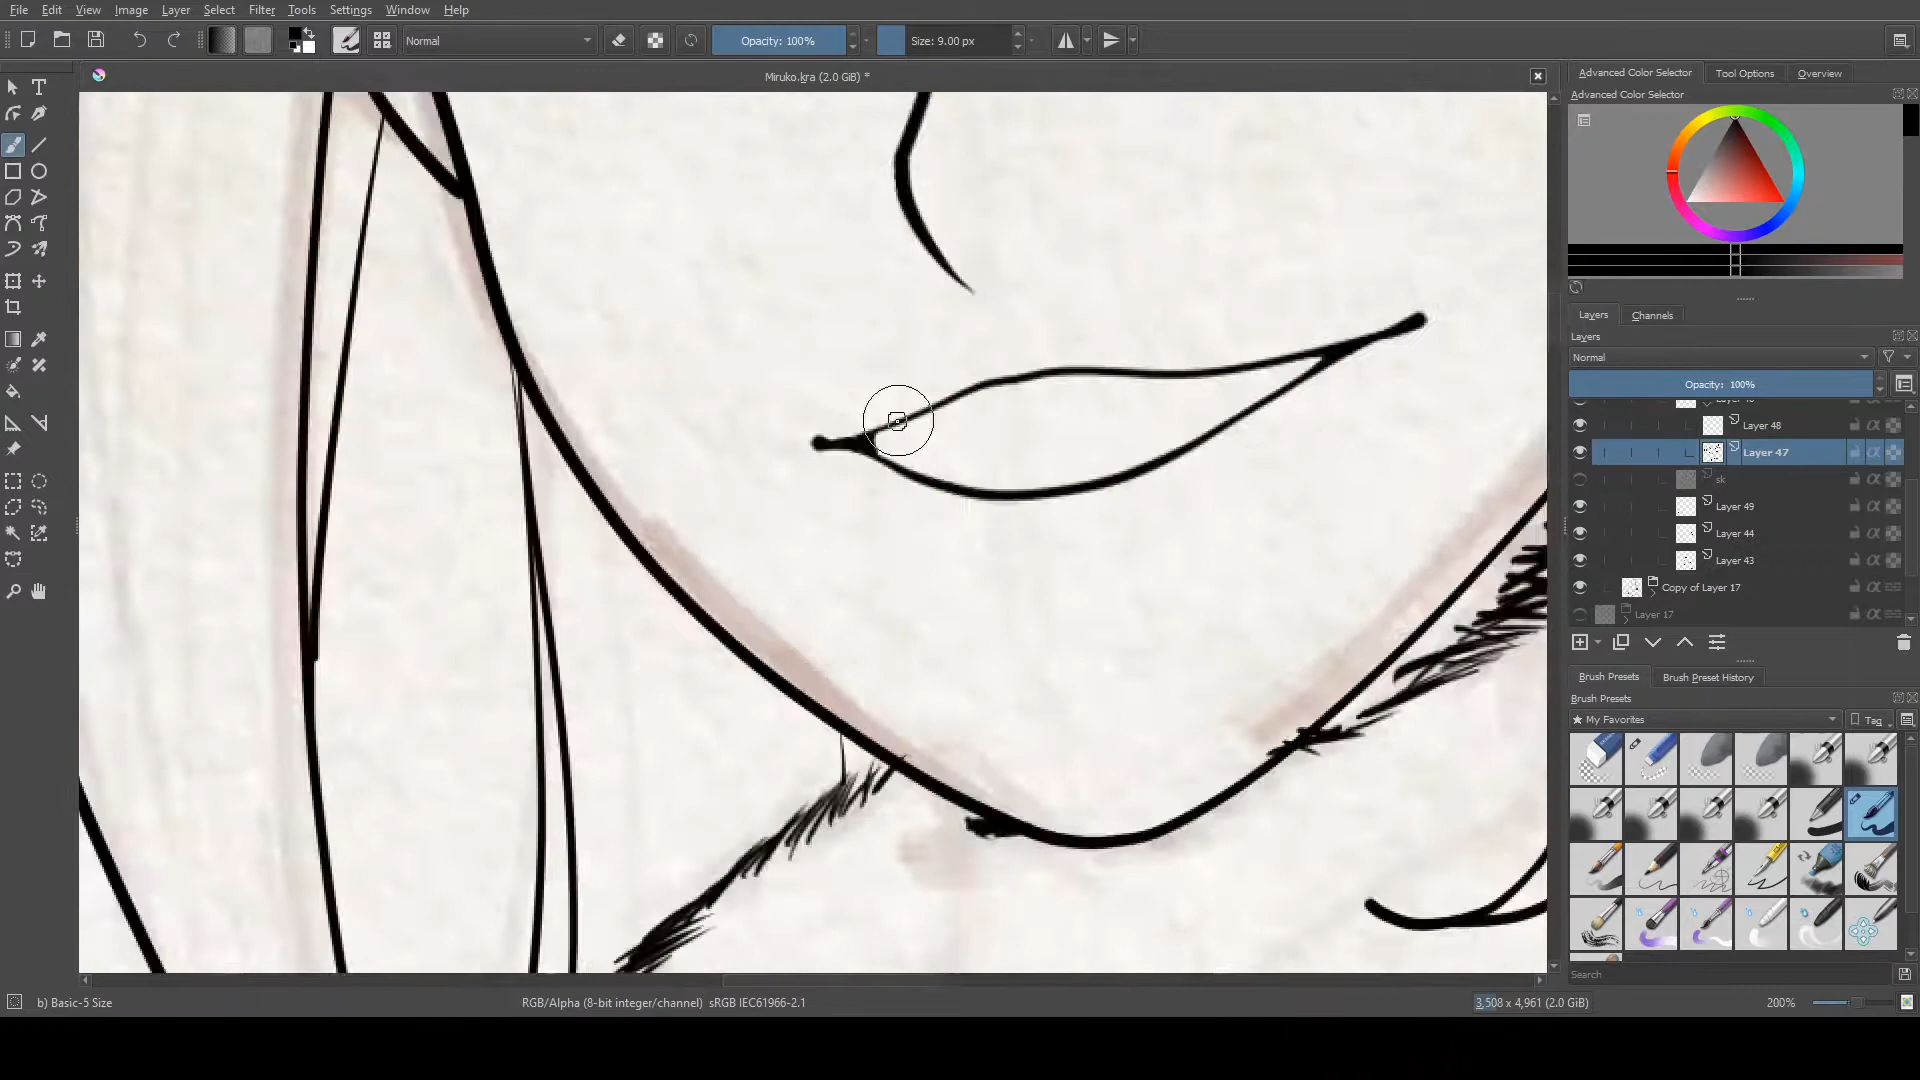 File Edit View Image Layer Select Filter Tools Settings Window Help
Normal
Opacity: 100%
Size: 9.00 px
Miruko.kra (2.0 GiB) *
Advanced Color Selector
Tool Options
Overview
Advanced Color Selector
Layers
Channels
Layers
Normal
Opacity: 100%
Layer 48
Layer 47
sk
Layer 49
Layer 44
Layer 43
Copy of Layer 17
Layer 17
Brush Presets
Brush Preset History
Brush Presets
★ My Favorites
Tag
Search
b) Basic-5 Size
RGB/Alpha (8-bit integer/channel) sRGB IEC61966-2.1
3,508 x 4,961 (2.0 GiB)
200%